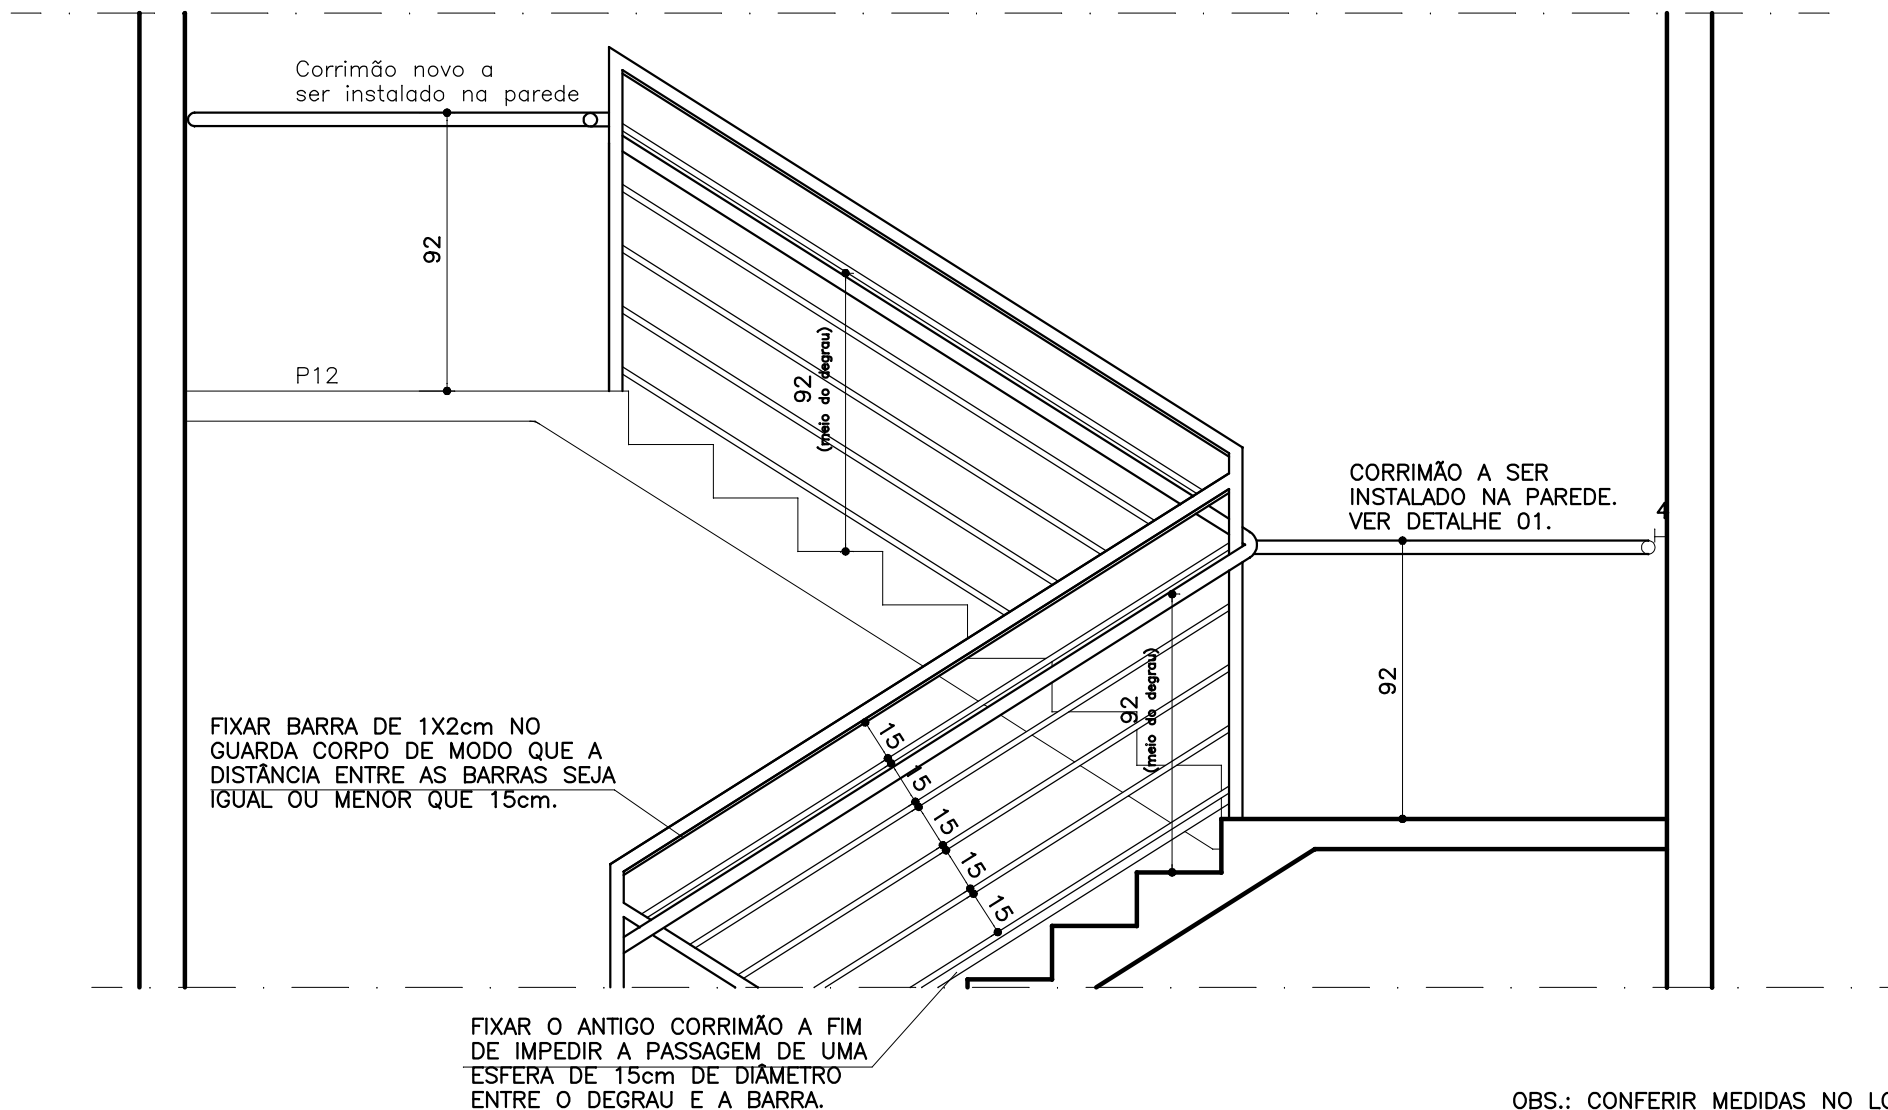 Corrimão novo a
ser instalado na parede
92
P12
92
(meio do degrau)
CORRIMÃO A SER
INSTALADO NA PAREDE.
VER DETALHE 01.
4
92
92
(meio do degrau)
FIXAR BARRA DE 1X2cm NO
GUARDA CORPO DE MODO QUE A
DISTÂNCIA ENTRE AS BARRAS SEJA
IGUAL OU MENOR QUE 15cm.
15
15
15
15
15
FIXAR O ANTIGO CORRIMÃO A FIM
DE IMPEDIR A PASSAGEM DE UMA
ESFERA DE 15cm DE DIÂMETRO
ENTRE O DEGRAU E A BARRA.
OBS.: CONFERIR MEDIDAS NO